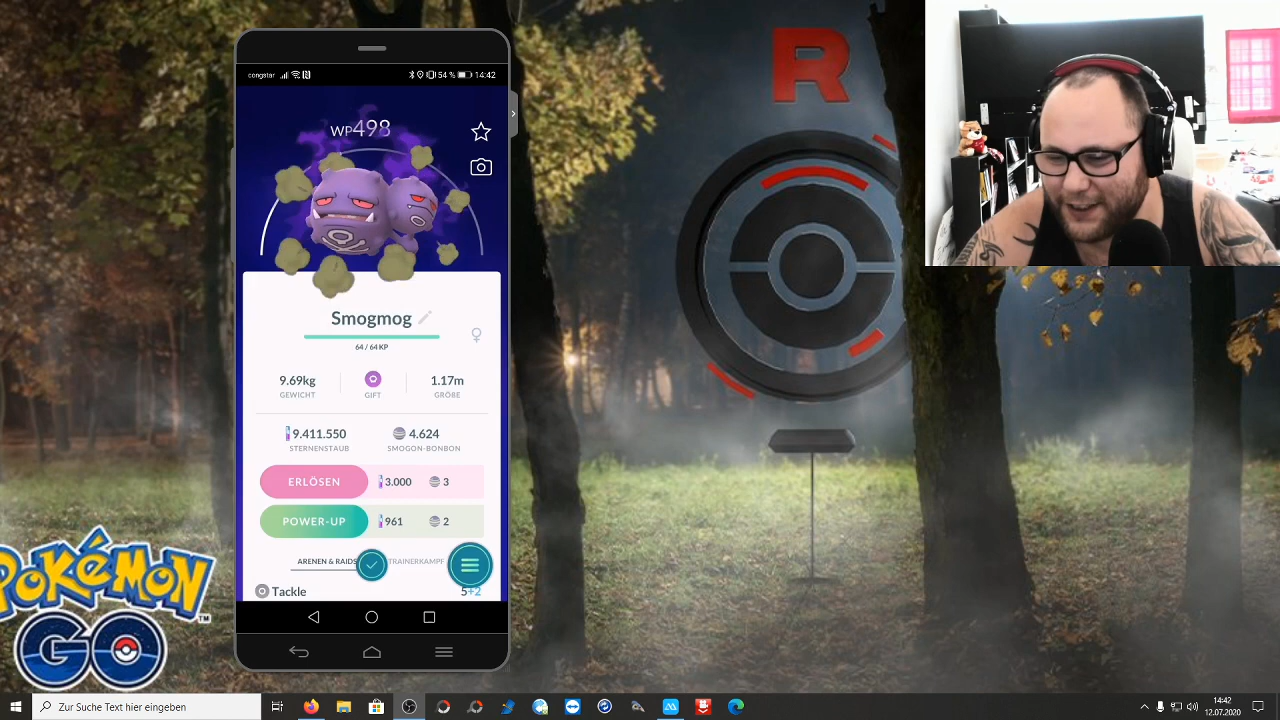 R
congstar
54 % 14:42
WP498
Smogmog
64 / 64 KP
9.69kg
GEWICHT
GIFT
1.17m
GRÖßE
9.411.550
STERNENSTAUB
4.624
SMOGON-BONBON
ERLÖSEN 3.000 3
POWER-UP 961 2
ARENEN & RAIDS TRAINERKAMPF
Tackle 5+2
POKéMON
GO
TM
Zur Suche Text hier eingeben
14:42
12.07.2020